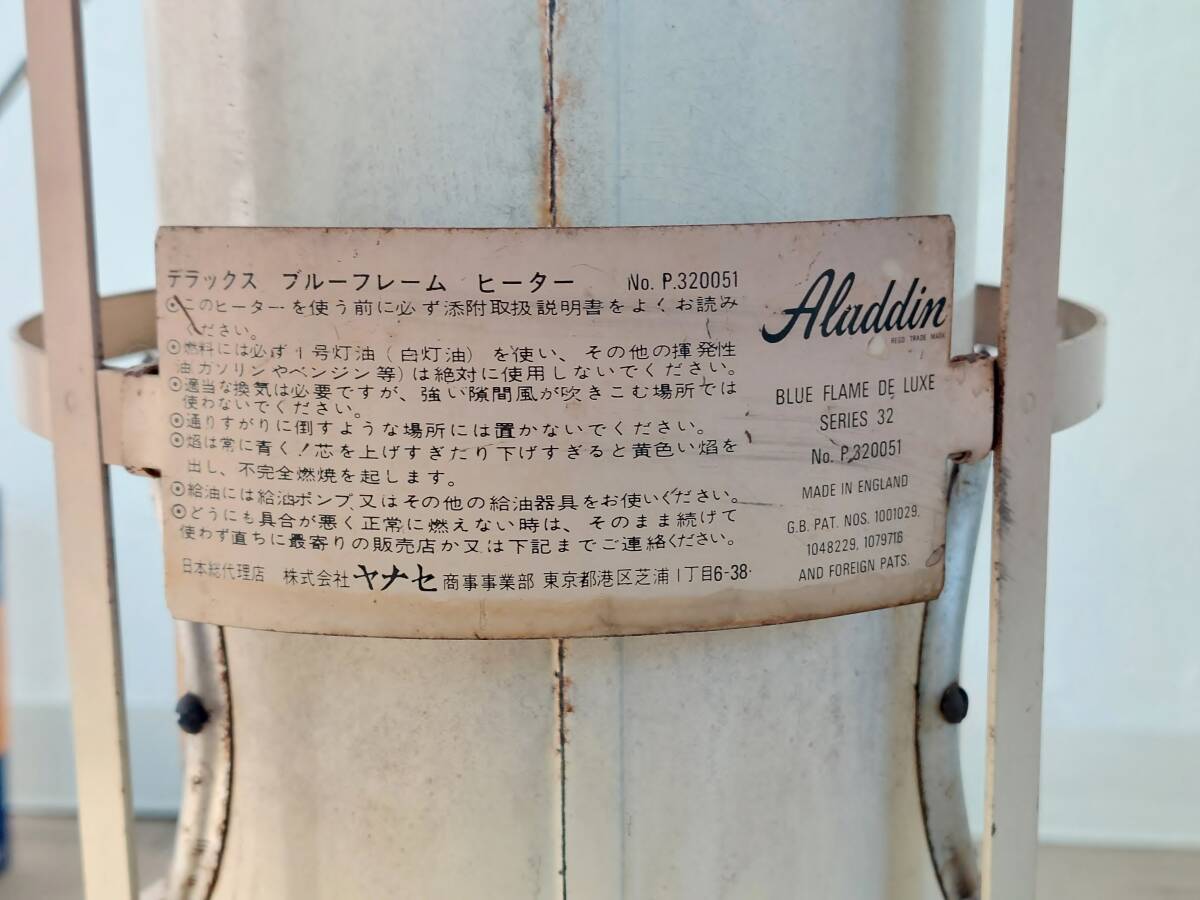 デラックス ブルーフレーム ヒーター No. P.320051
⊙このヒーターを使う前に必ず添附取扱説明書をよくお読み
ください。
⊙燃料には必ず1号灯油(白灯油)を使い、その他の揮発性
油(ガソリンやベンジン等)は絶対に使用しないでください。
⊙適当な換気は必要ですが、強い隙間風が吹きこむ場所では
使わないでください。
⊙通りすがりに倒すような場所には置かないでください。
⊙焰は常に青く!芯を上げすぎたり下げすぎると黄色い焰を
出し、不完全燃焼を起します。
⊙給油には給油ポンプ又はその他の給油器具をお使いください。
⊙どうにも具合が悪く正常に燃えない時は、そのまま続けて
使わず直ちに最寄りの販売店か又は下記までご連絡ください。
日本総代理店 株式会社 ヤナセ 商事事業部 東京都港区芝浦1丁目6-38
Aladdin
REGD TRADE MARK
BLUE FLAME DE LUXE
SERIES 32
No. P.320051
MADE IN ENGLAND
G.B. PAT. NOS. 1001029,
1048229, 1079716
AND FOREIGN PATS.